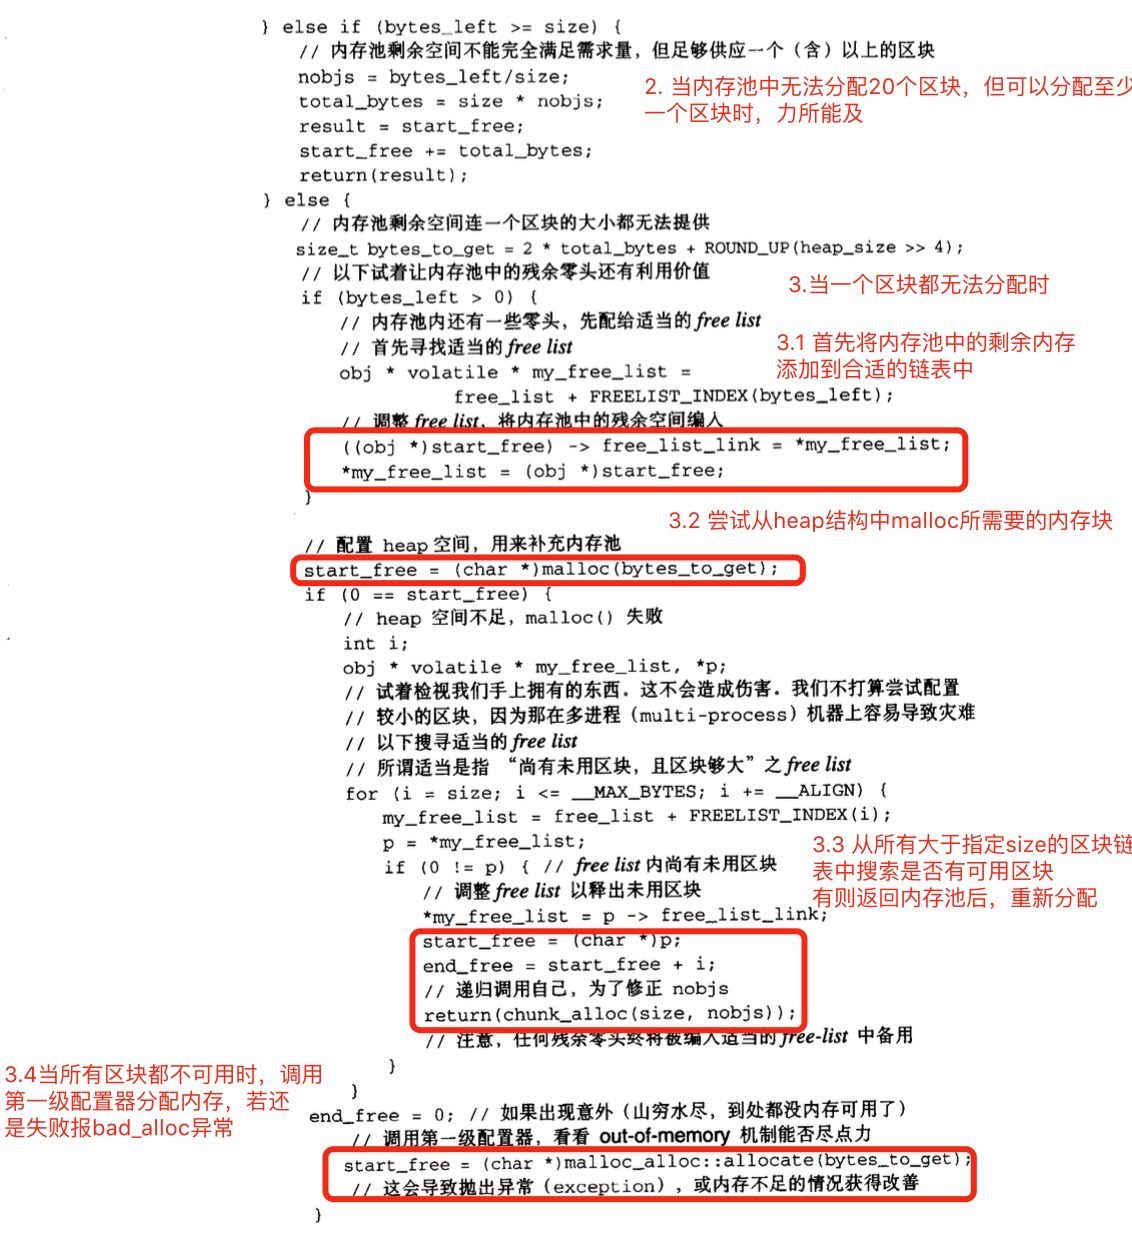 } else if (bytes_left >= size) {
// 内存池剩余空间不能完全满足需求量，但足够供应一个（含）以上的区块
nobjs = bytes_left/size;
total_bytes = size * nobjs;
result = start_free;
start_free += total_bytes;
return(result);
2. 当内存池中无法分配20个区块，但可以分配至少
一个区块时，力所能及
} else {
// 内存池剩余空间连一个区块的大小都无法提供
size_t bytes_to_get = 2 * total_bytes + ROUND_UP(heap_size >> 4);
// 以下试着让内存池中的残余零头还有利用价值
if (bytes_left > 0) {
3.当一个区块都无法分配时
// 内存池内还有一些零头，先配给适当的 free list
// 首先寻找适当的 free list
obj * volatile * my_free_list =
free_list + FREELIST_INDEX(bytes_left);
3.1 首先将内存池中的剩余内存
添加到合适的链表中
// 调整 free list，将内存池中的残余空间编入
((obj *)start_free) -> free_list_link = *my_free_list;
*my_free_list = (obj *)start_free;
}
3.2 尝试从heap结构中malloc所需要的内存块
// 配置 heap 空间，用来补充内存池
start_free = (char *)malloc(bytes_to_get);
if (0 == start_free) {
// heap 空间不足，malloc() 失败
int i;
obj * volatile * my_free_list, *p;
// 试着检视我们手上拥有的东西。这不会造成伤害。我们不打算尝试配置
// 较小的区块，因为那在多进程（multi-process）机器上容易导致灾难
// 以下搜寻适当的 free list
// 所谓适当是指 “尚有未用区块，且区块够大”之 free list
for (i = size; i <= __MAX_BYTES; i += __ALIGN) {
my_free_list = free_list + FREELIST_INDEX(i);
p = *my_free_list;
if (0 != p) { // free list 内尚有未用区块
// 调整 free list 以释出未用区块
*my_free_list = p -> free_list_link;
3.3 从所有大于指定size的区块链
表中搜索是否有可用区块
有则返回内存池后，重新分配
start_free = (char *)p;
end_free = start_free + i;
// 递归调用自己，为了修正 nobjs
return(chunk_alloc(size, nobjs));
// 注意，任何残余零头终将被编入适当的 free-list 中备用
}
}
3.4当所有区块都不可用时，调用
第一级配置器分配内存，若还
是失败报bad_alloc异常
end_free = 0; // 如果出现意外（山穷水尽，到处都没内存可用了）
// 调用第一级配置器，看看 out-of-memory 机制能否尽点力
start_free = (char *)malloc_alloc::allocate(bytes_to_get);
// 这会导致抛出异常（exception），或内存不足的情况获得改善
}